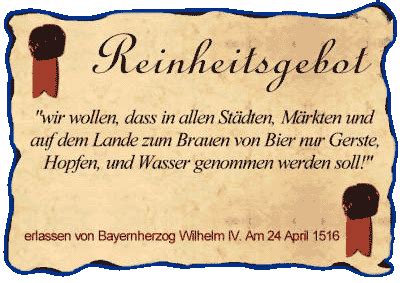 Reinheitsgebot
"wir wollen, dass in allen Städten, Märkten und
auf dem Lande zum Brauen von Bier nur Gerste,
Hopfen, und Wasser genommen werden soll!"
erlassen von Bayernherzog Wilhelm IV. Am 24 April 1516